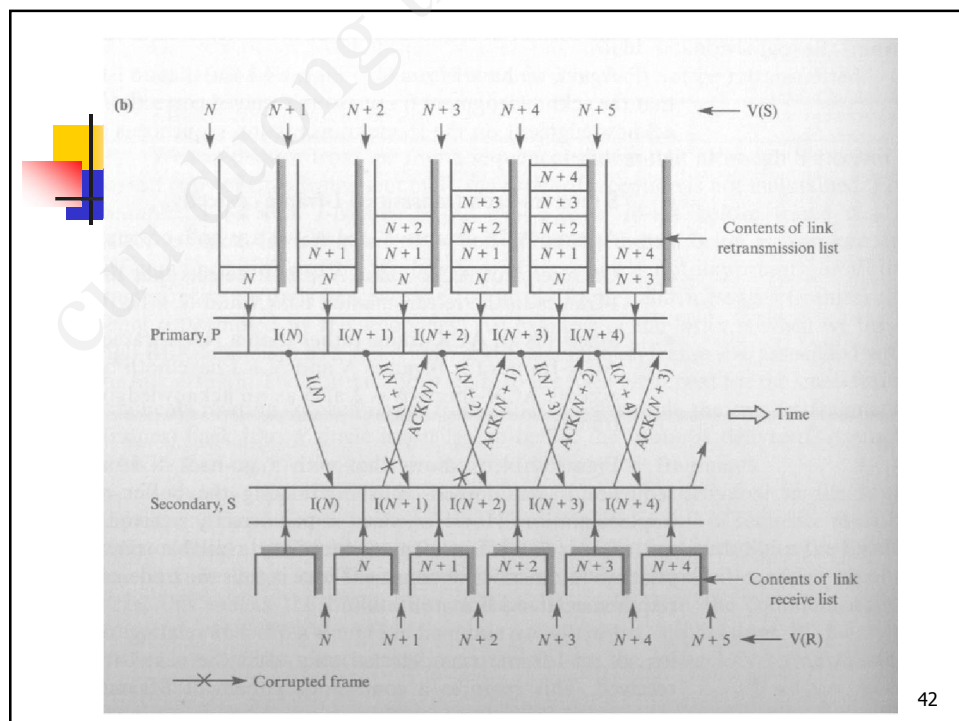 cuu duong
(b)
N N + 1 N + 2 N + 3 N + 4 N + 5 V(S)
N + 4
N + 3 N + 3
N + 2 N + 2 N + 2 N + 4
N + 1 N + 1 N + 1 N + 1 N + 3
N N N N N
Contents of link
retransmission list
Primary, P I(N) I(N + 1) I(N + 2) I(N + 3) I(N + 4)
I(N) I(N + 1) ACK(N) I(N + 2) ACK(N + 1) I(N + 3) ACK(N + 2) I(N + 4) ACK(N + 3)
Time
Secondary, S I(N) I(N + 1) I(N + 2) I(N + 3) I(N + 4)
N N + 1 N + 2 N + 3 N + 4
Contents of link
receive list
N N + 1 N + 2 N + 3 N + 4 N + 5 V(R)
Corrupted frame
42